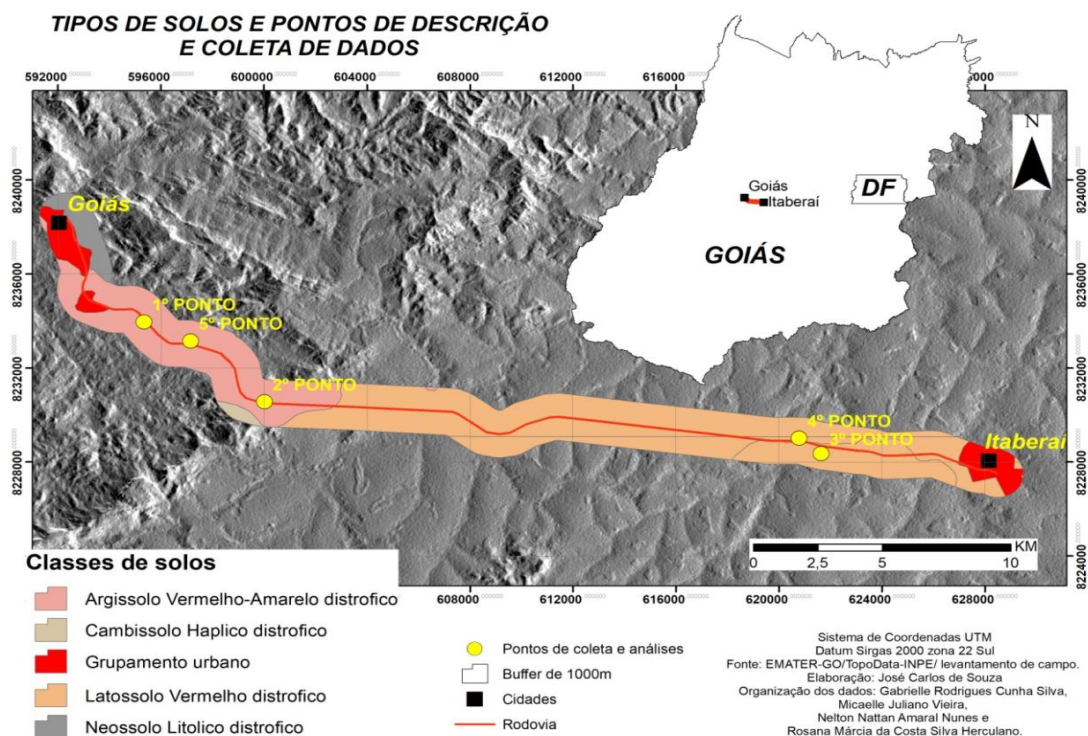 TIPOS DE SOLOS E PONTOS DE DESCRIÇÃO
E COLETA DE DADOS
592000 596000 600000 604000 608000 612000 616000
8240000
8236000
8232000
8228000
N
Goiás
Itaberaí
DF
GOIÁS
8240000
8236000
8232000
8228000
8224000
Goiás
1º PONTO
5º PONTO
2º PONTO
4º PONTO
3º PONTO
Itaberaí
KM
0 2,5 5 10
608000 612000 616000 620000 624000 628000
Classes de solos
Argissolo Vermelho-Amarelo distrofico
Cambissolo Haplico distrofico
Grupamento urbano
Latossolo Vermelho distrofico
Neossolo Litolico distrofico
Pontos de coleta e análises
Buffer de 1000m
Cidades
Rodovia
Sistema de Coordenadas UTM
Datum Sirgas 2000 zona 22 Sul
Fonte: EMATER-GO/TopoData-INPE/ levantamento de campo.
Elaboração: José Carlos de Souza
Organização dos dados: Gabrielle Rodrigues Cunha Silva,
Micaelle Juliano Vieira,
Nelton Nattan Amaral Nunes e
Rosana Márcia da Costa Silva Herculano.